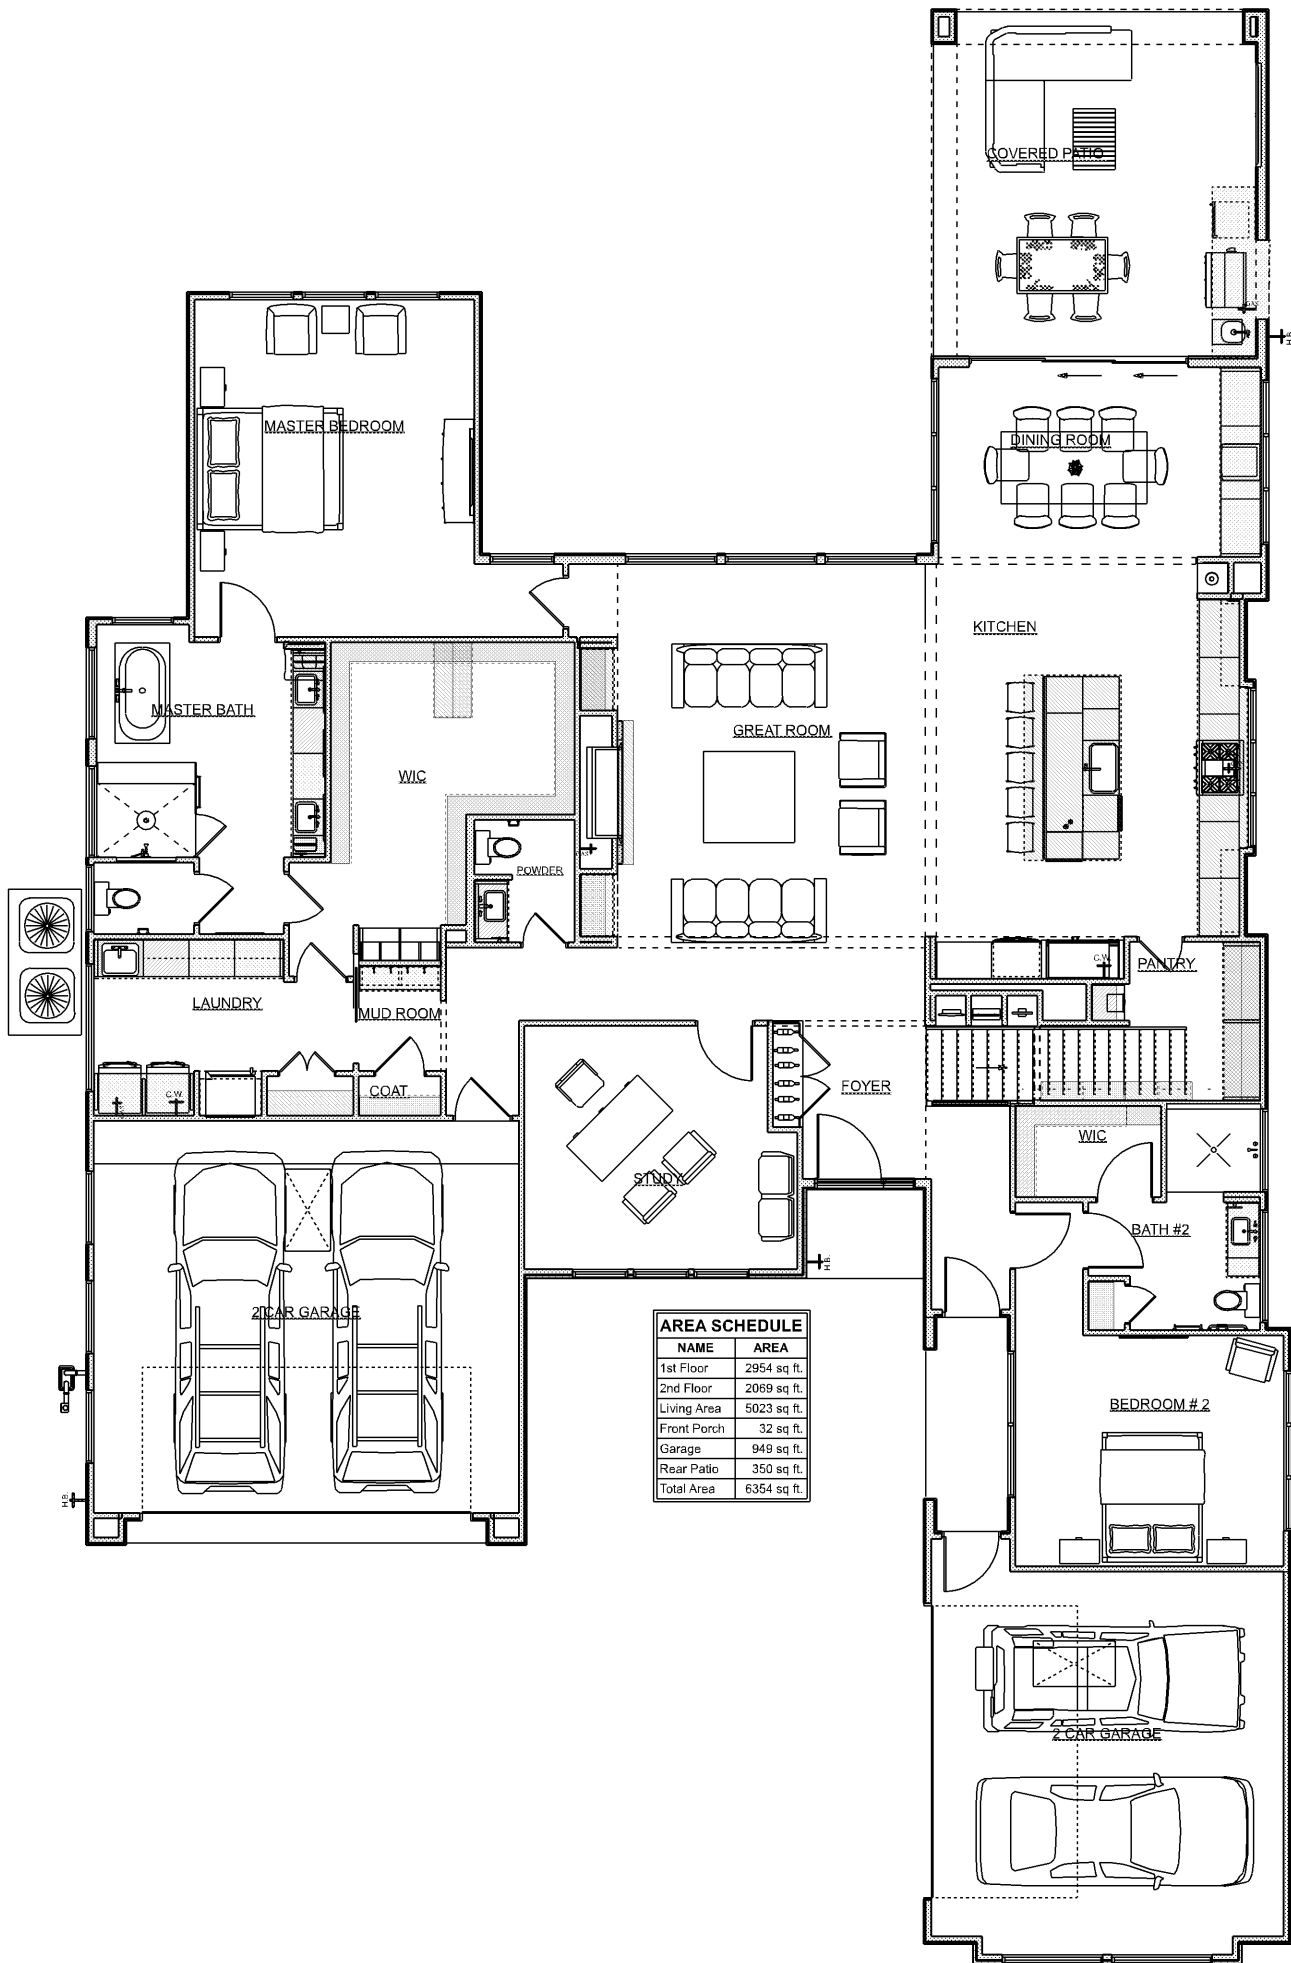 COVERED PATIO
GAS
H.B.
MASTER BEDROOM
DINING ROOM
KITCHEN
MASTER BATH
GREAT ROOM
WIC
GAS
POWDER
LAUNDRY
MUD ROOM
C.W.
PANTRY
C.W.
COAT
FOYER
WIC
STUDY
BATH #2
H.B.
2 CAR GARAGE
AREA SCHEDULE
NAME AREA
1st Floor 2954 sq ft.
2nd Floor 2069 sq ft.
Living Area 5023 sq ft.
Front Porch 32 sq ft.
Garage 949 sq ft.
Rear Patio 350 sq ft.
Total Area 6354 sq ft.
BEDROOM # 2
H.B.
2 CAR GARAGE